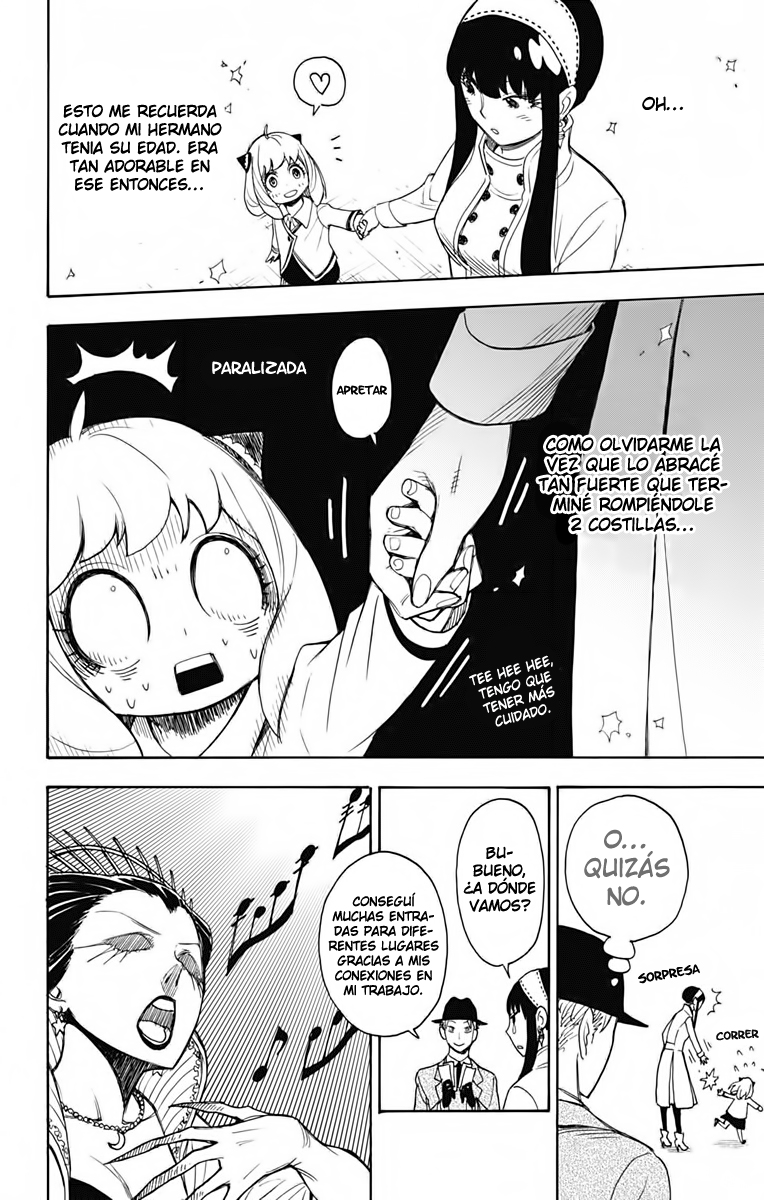 OH...
♡
ESTO ME RECUERDA
CUANDO MI HERMANO
TENIA SU EDAD. ERA
TAN ADORABLE EN
ESE ENTONCES...
COMO OLVIDARME LA
VEZ QUE LO ABRACÉ
TAN FUERTE QUE TER-
MINÉ ROMPIÉNDOLE
2 COSTILLAS...
APRETAR
PARALIZADA
TEE HEE HEE,
TENGO QUE
TENER MÁS
CUIDADO.
O...
QUIZÁS
NO.
SORPRESA
CORRER
BU-
BUENO,
¿A DÓNDE
VAMOS?
CONSEGUÍ
MUCHAS ENTRA-
DAS PARA DIFE-
RENTES LUGARES
GRACIAS A MIS
CONEXIONES EN
MI TRABAJO.